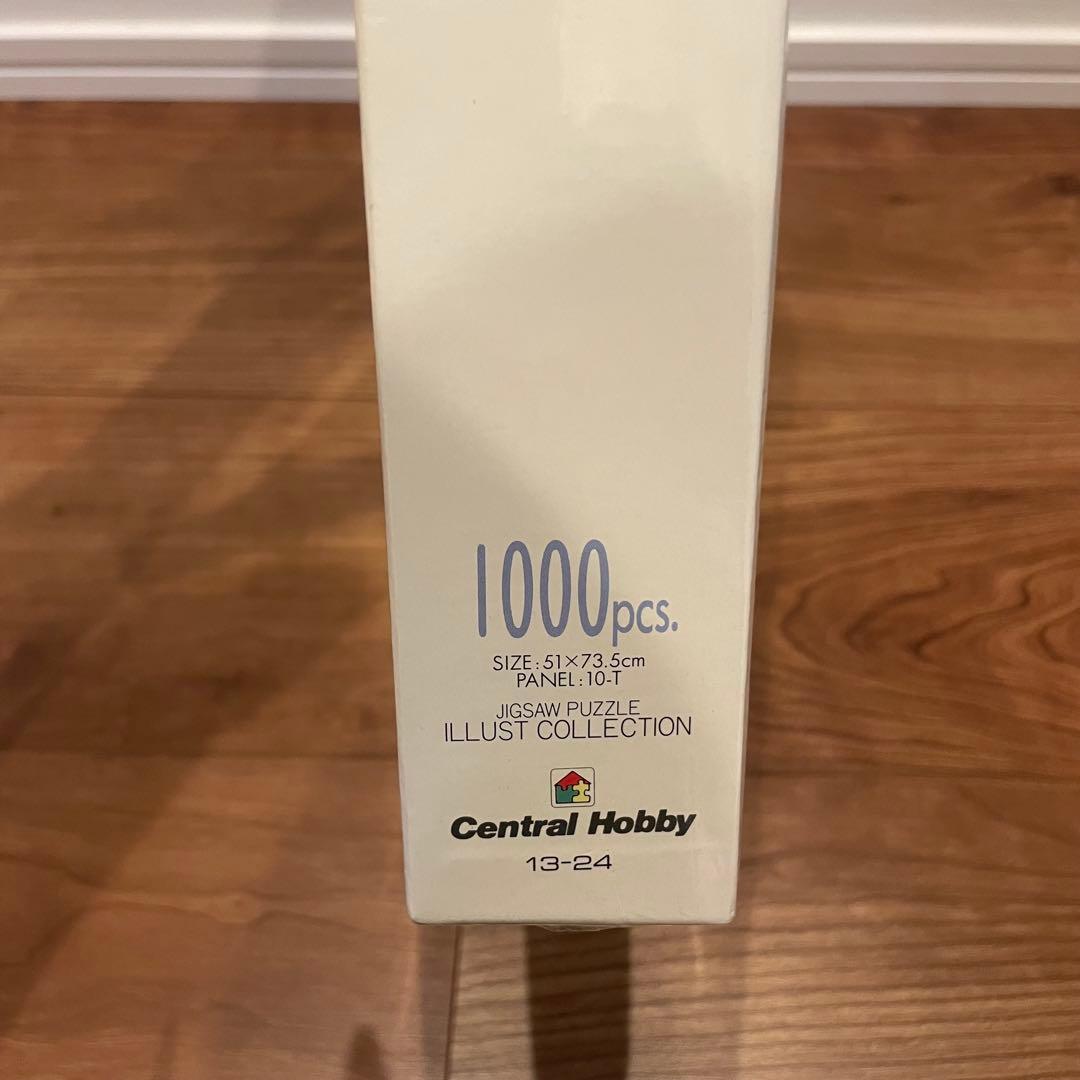 1000pcs.
SIZE:51×73.5cm
PANEL:10-T
JIGSAW PUZZLE
ILLUST COLLECTION
Central Hobby
13-24